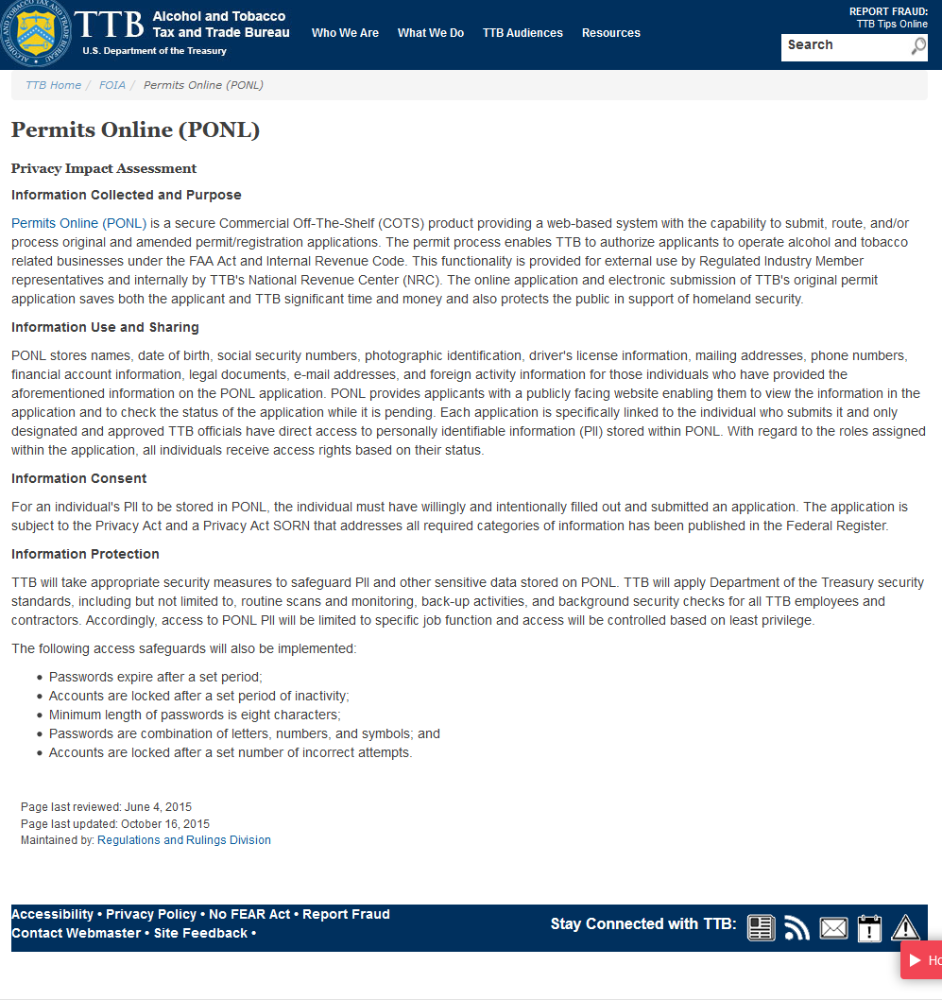 TTB
Alcohol and Tobacco
Tax and Trade Bureau
U.S. Department of the Treasury
Who We Are
What We Do
TTB Audiences
Resources
REPORT FRAUD:
TTB Tips Online
Search
TTB Home / FOIA / Permits Online (PONL)
Permits Online (PONL)
Privacy Impact Assessment
Information Collected and Purpose
Permits Online (PONL) is a secure Commercial Off-The-Shelf (COTS) product providing a web-based system with the capability to submit, route, and/or
process original and amended permit/registration applications. The permit process enables TTB to authorize applicants to operate alcohol and tobacco
related businesses under the FAA Act and Internal Revenue Code. This functionality is provided for external use by Regulated Industry Member
representatives and internally by TTB's National Revenue Center (NRC). The online application and electronic submission of TTB's original permit
application saves both the applicant and TTB significant time and money and also protects the public in support of homeland security.
Information Use and Sharing
PONL stores names, date of birth, social security numbers, photographic identification, driver's license information, mailing addresses, phone numbers,
financial account information, legal documents, e-mail addresses, and foreign activity information for those individuals who have provided the
aforementioned information on the PONL application. PONL provides applicants with a publicly facing website enabling them to view the information in the
application and to check the status of the application while it is pending. Each application is specifically linked to the individual who submits it and only
designated and approved TTB officials have direct access to personally identifiable information (PII) stored within PONL. With regard to the roles assigned
within the application, all individuals receive access rights based on their status.
Information Consent
For an individual's PII to be stored in PONL, the individual must have willingly and intentionally filled out and submitted an application. The application is
subject to the Privacy Act and a Privacy Act SORN that addresses all required categories of information has been published in the Federal Register.
Information Protection
TTB will take appropriate security measures to safeguard PII and other sensitive data stored on PONL. TTB will apply Department of the Treasury security
standards, including but not limited to, routine scans and monitoring, back-up activities, and background security checks for all TTB employees and
contractors. Accordingly, access to PONL PII will be limited to specific job function and access will be controlled based on least privilege.
The following access safeguards will also be implemented:
• Passwords expire after a set period;
• Accounts are locked after a set period of inactivity;
• Minimum length of passwords is eight characters;
• Passwords are combination of letters, numbers, and symbols; and
• Accounts are locked after a set number of incorrect attempts.
Page last reviewed: June 4, 2015
Page last updated: October 16, 2015
Maintained by: Regulations and Rulings Division
Accessibility • Privacy Policy • No FEAR Act • Report Fraud
Contact Webmaster • Site Feedback •
Stay Connected with TTB: